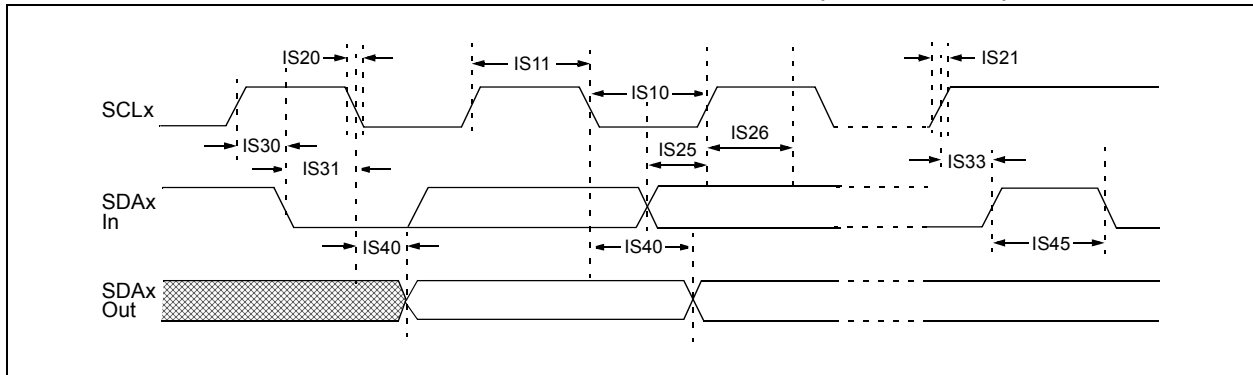 IS20
IS11
IS21
IS10
SCLx
IS26
IS30
IS25
IS31
IS33
SDAx
In
IS40
IS40
IS45
SDAx
Out